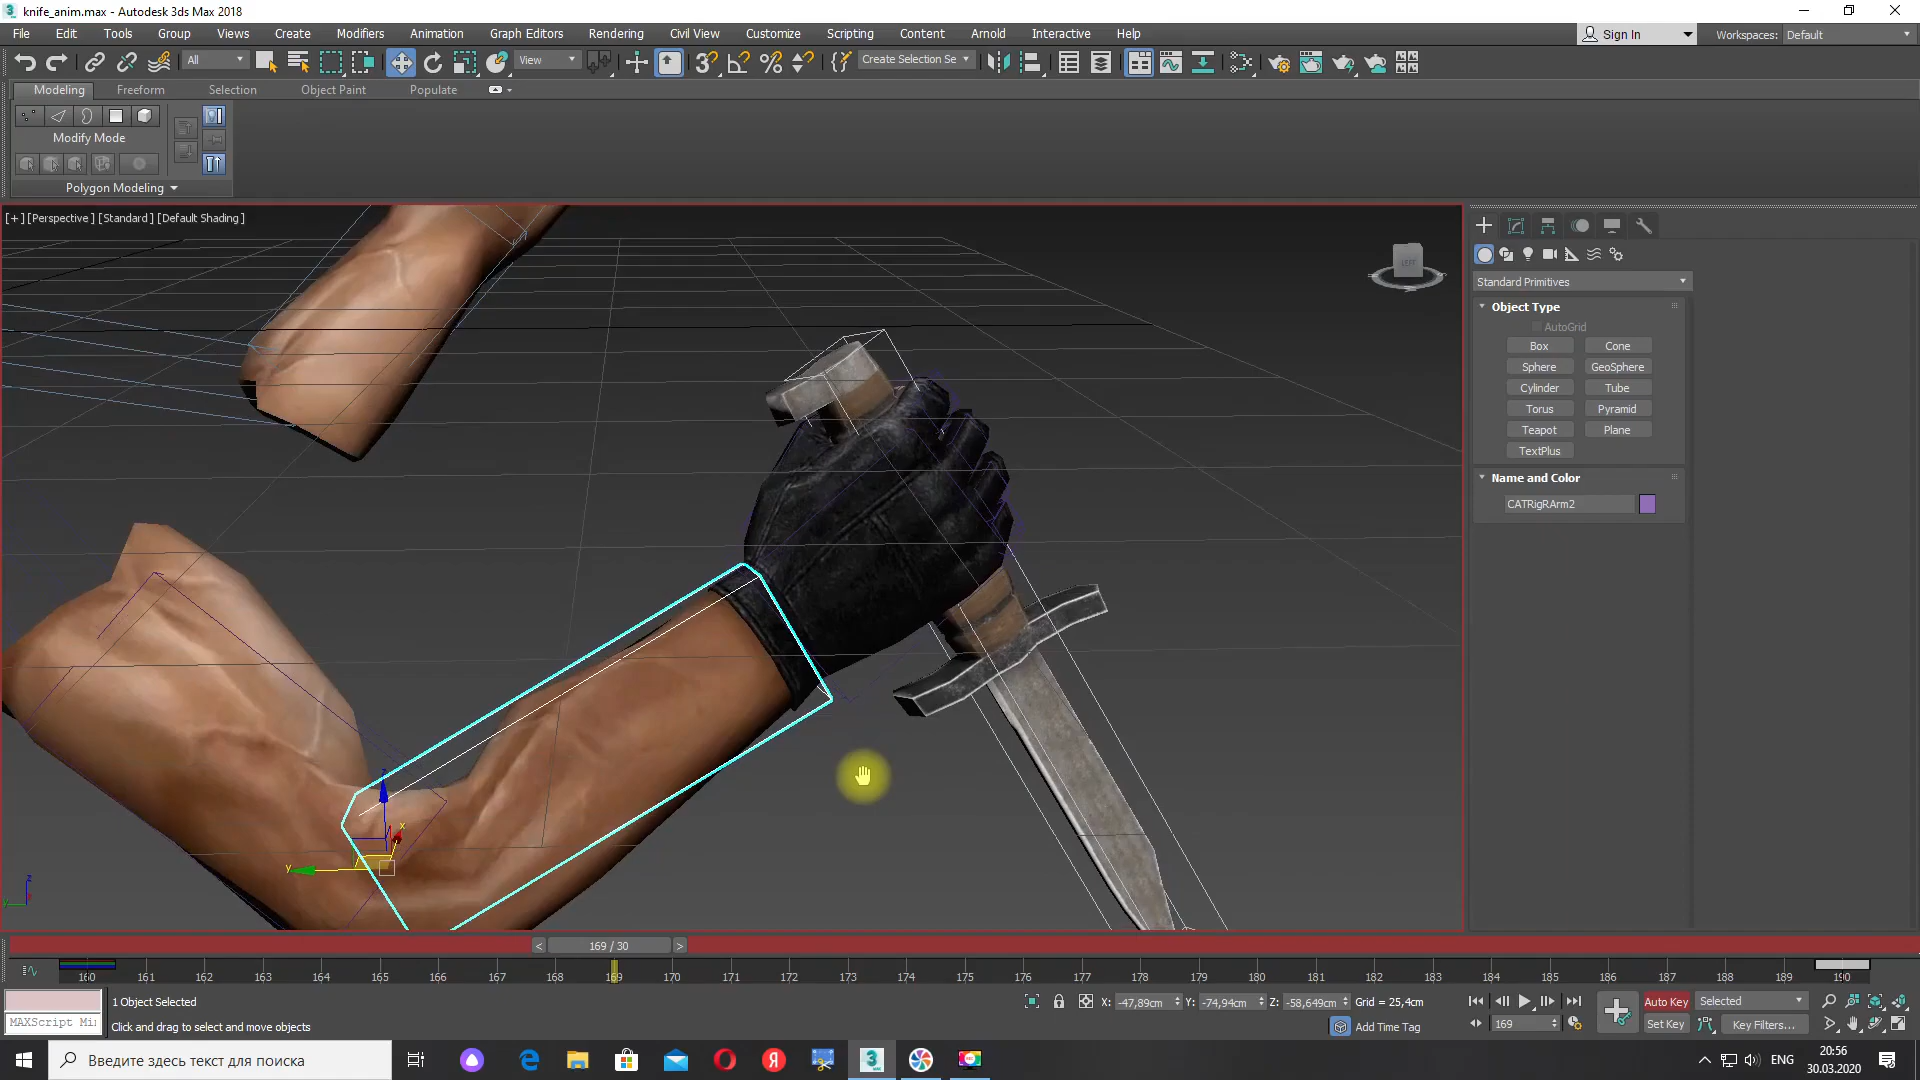 knife_anim.max - Autodesk 3ds Max 2018
File Edit Tools Group Views Create Modifiers Animation Graph Editors Rendering Civil View Customize Scripting Content Arnold Interactive Help
Sign In Workspaces: Default
All View Create Selection Se
Modeling Freeform Selection Object Paint Populate
Modify Mode
Polygon Modeling
[+] [Perspective] [Standard] [Default Shading]
LEFT
Standard Primitives
Object Type
AutoGrid
Box Cone
Sphere GeoSphere
Cylinder Tube
Torus Pyramid
Teapot Plane
TextPlus
Name and Color
CATRigRArm2
x
y
z
y
< 169 / 30 >
160 161 162 163 164 165 166 167 168 169 170 171 172 173 174 175 176 177 178 179 180 181 182 183 184 185 186 187 188 189 190
1 Object Selected
X: -47,89cm Y: -74,94cm Z: -58,649cm Grid = 25,4cm
Auto Key Selected
MAXScript Mi
Click and drag to select and move objects
Add Time Tag
169
Set Key Key Filters...
Введите здесь текст для поиска
ENG
20:56
30.03.2020